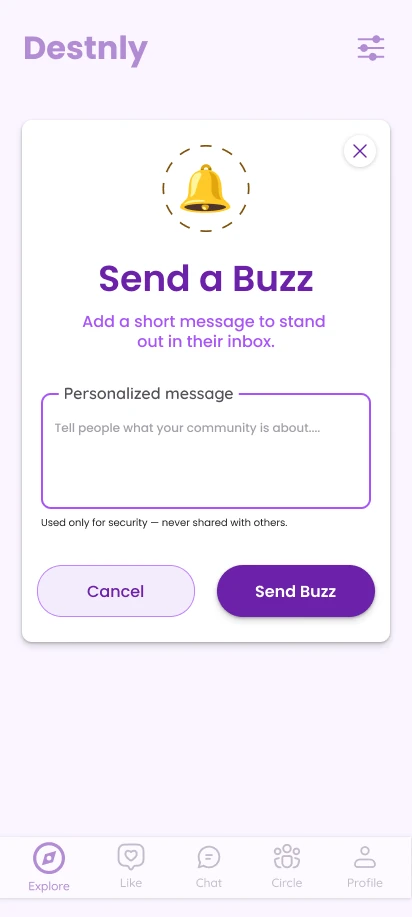 Destnly
Send a Buzz
Add a short message to stand
out in their inbox.
Personalized message
Tell people what your community is about....
Used only for security — never shared with others.
Cancel
Send Buzz
Explore
Like
Chat
Circle
Profile